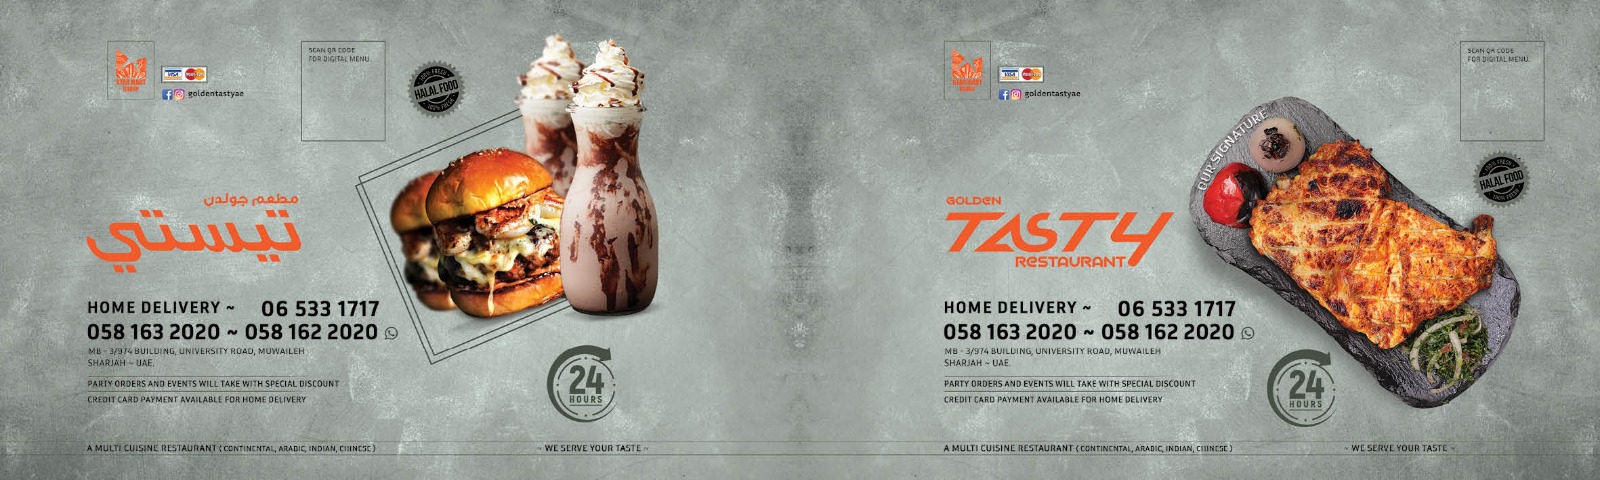 SCAN QR CODE
FOR DIGITAL MENU.
VISA MasterCard
goldentastyae
100% FRESH
HALAL FOOD
100% FRESH
مطعم جولدن
تيستي
HOME DELIVERY ~ 06 533 1717
058 163 2020 ~ 058 162 2020
MB - 3/974 BUILDING, UNIVERSITY ROAD, MUWAILEH
SHARJAH ~ UAE.
PARTY ORDERS AND EVENTS WILL TAKE WITH SPECIAL DISCOUNT
CREDIT CARD PAYMENT AVAILABLE FOR HOME DELIVERY
24
HOURS
A MULTI CUISINE RESTAURANT ( CONTINENTAL, ARABIC, INDIAN, CHINESE )
~ WE SERVE YOUR TASTE ~
SCAN QR CODE
FOR DIGITAL MENU.
VISA MasterCard
goldentastyae
OUR SIGNATURE
100% FRESH
HALAL FOOD
100% FRESH
GOLDEN
TASTY
RESTAURANT
HOME DELIVERY ~ 06 533 1717
058 163 2020 ~ 058 162 2020
MB - 3/974 BUILDING, UNIVERSITY ROAD, MUWAILEH
SHARJAH ~ UAE.
PARTY ORDERS AND EVENTS WILL TAKE WITH SPECIAL DISCOUNT
CREDIT CARD PAYMENT AVAILABLE FOR HOME DELIVERY
24
HOURS
A MULTI CUISINE RESTAURANT ( CONTINENTAL, ARABIC, INDIAN, CHINESE )
~ WE SERVE YOUR TASTE ~